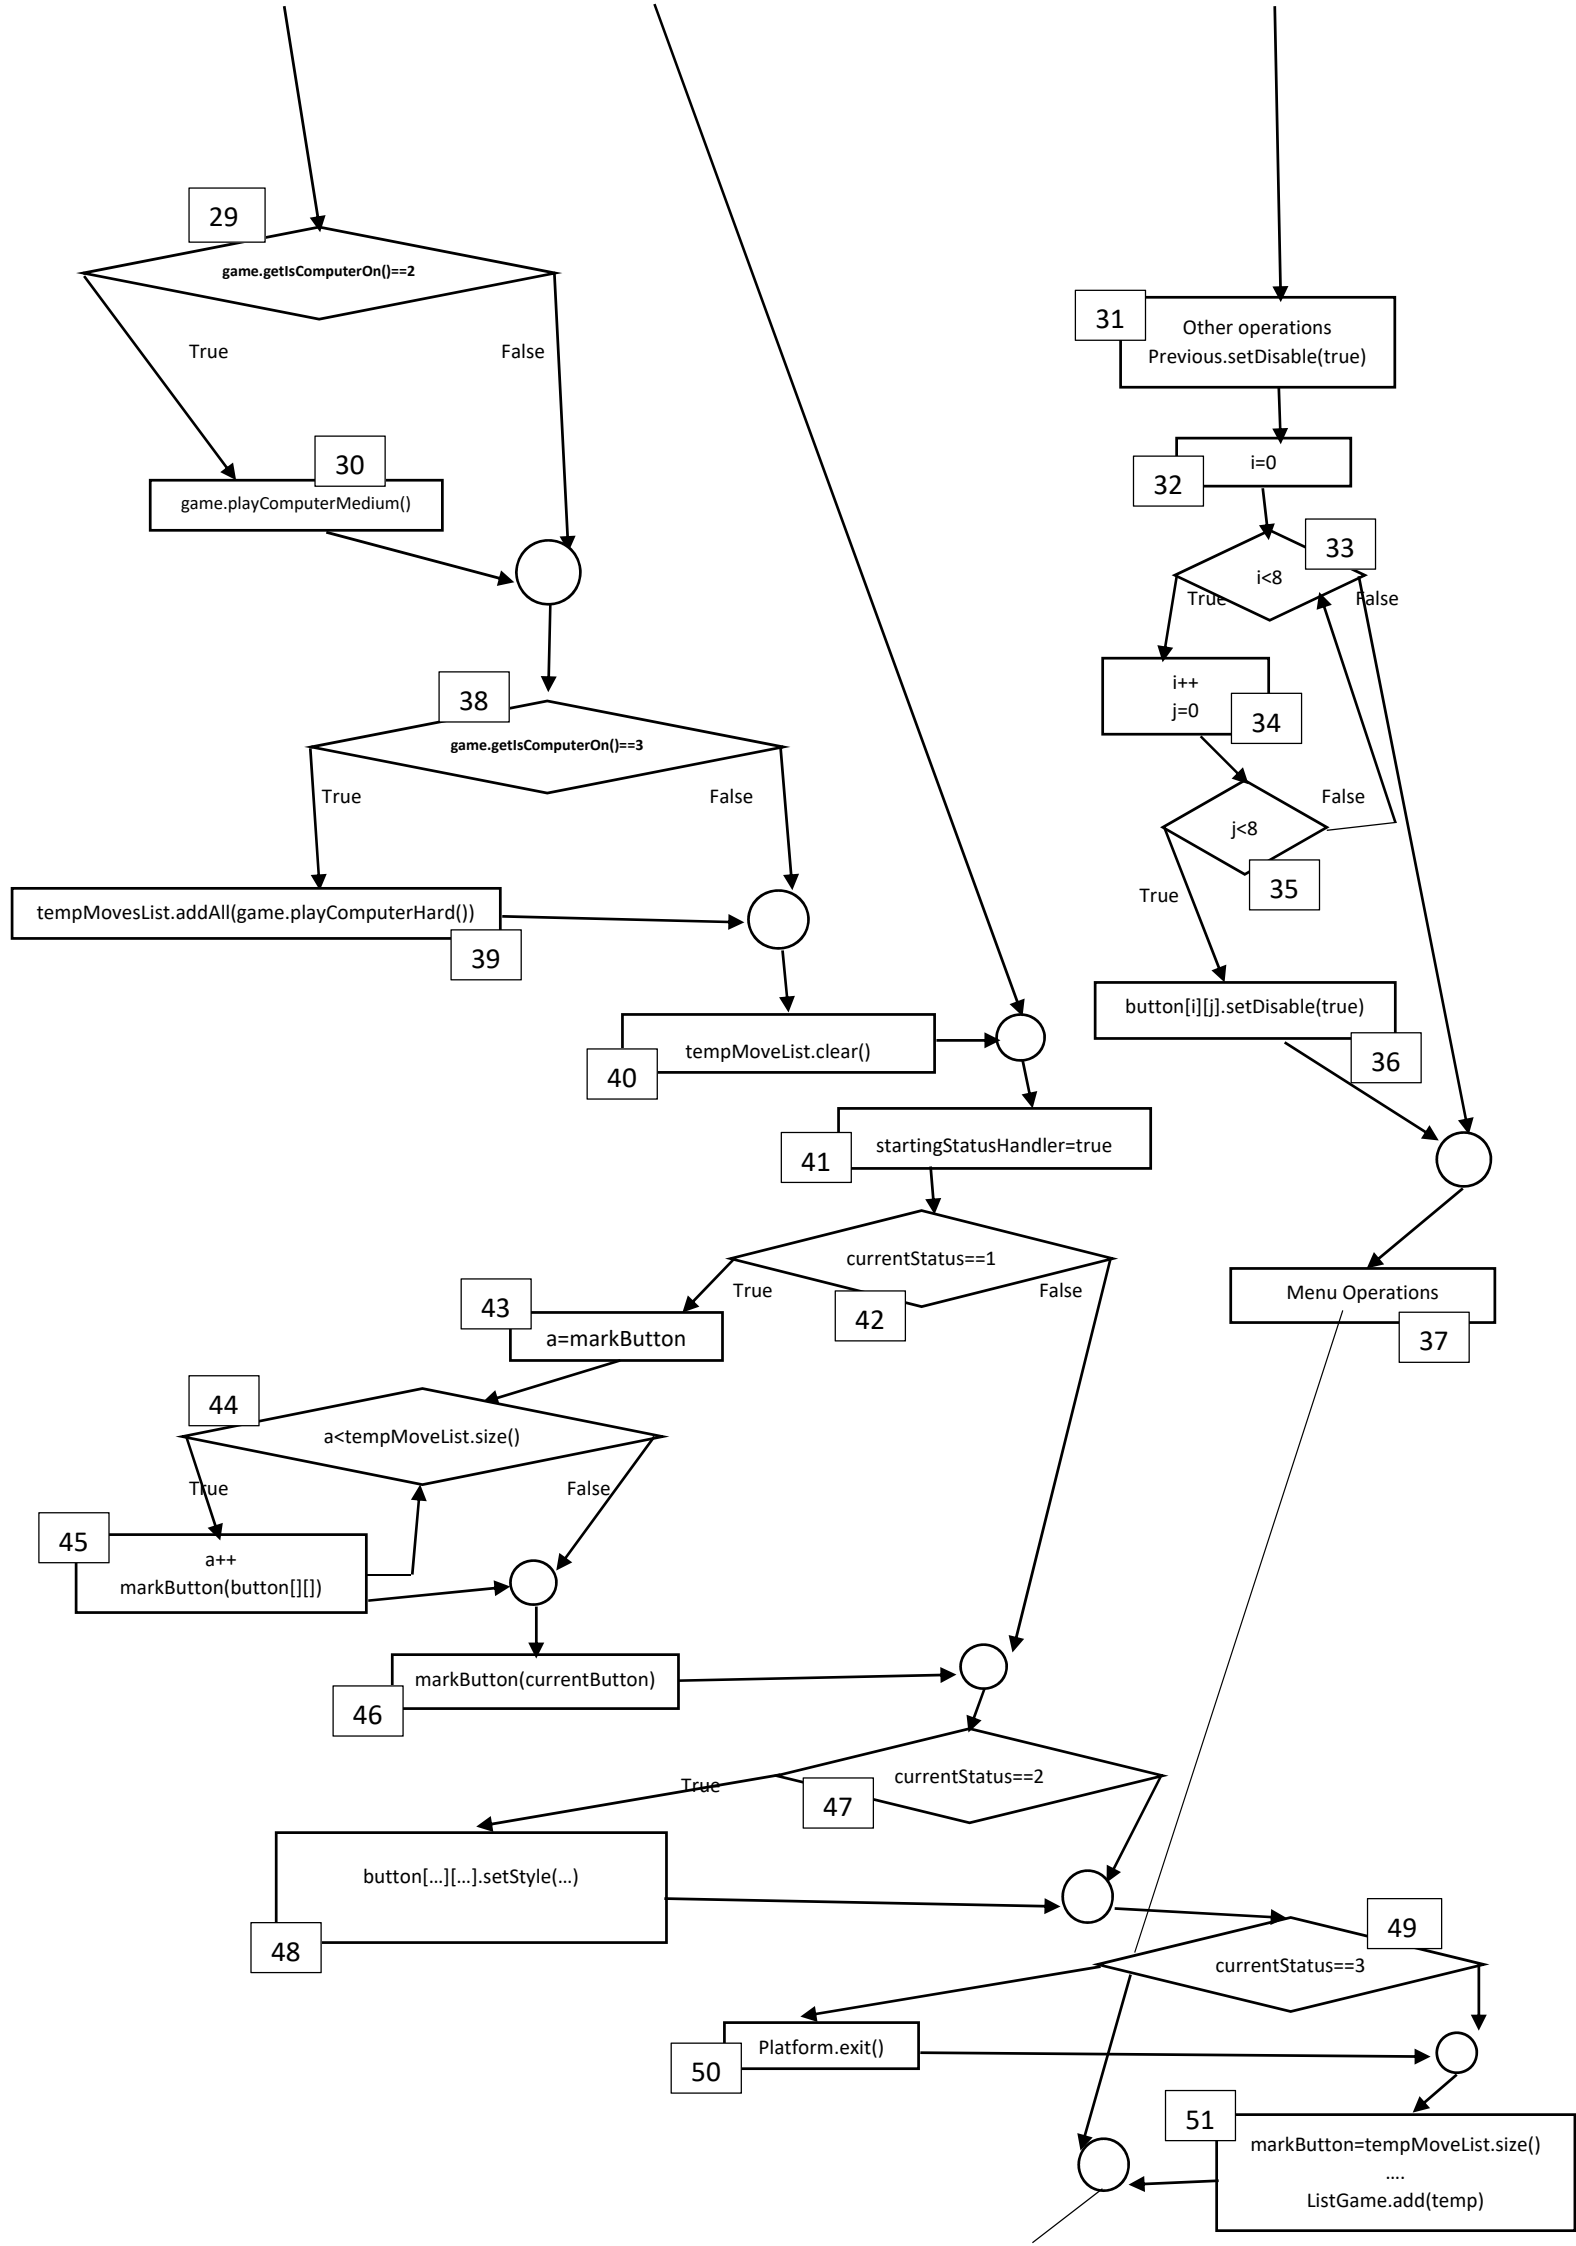 29
game.getIsComputerOn()==2
True
False
30
game.playComputerMedium()
31
Other operations
Previous.setDisable(true)
32
i=0
33
i<8
True
False
i++
j=0
34
j<8
False
35
True
button[i][j].setDisable(true)
36
Menu Operations
37
38
game.getIsComputerOn()==3
True
False
tempMovesList.addAll(game.playComputerHard())
39
tempMoveList.clear()
40
startingStatusHandler=true
41
currentStatus==1
True
False
42
43
a=markButton
44
a<tempMoveList.size()
True
False
45
a++
markButton(button[][])
markButton(currentButton)
46
currentStatus==2
True
47
button[…][…].setStyle(…)
48
49
currentStatus==3
Platform.exit()
50
51
markButton=tempMoveList.size()
….
ListGame.add(temp)